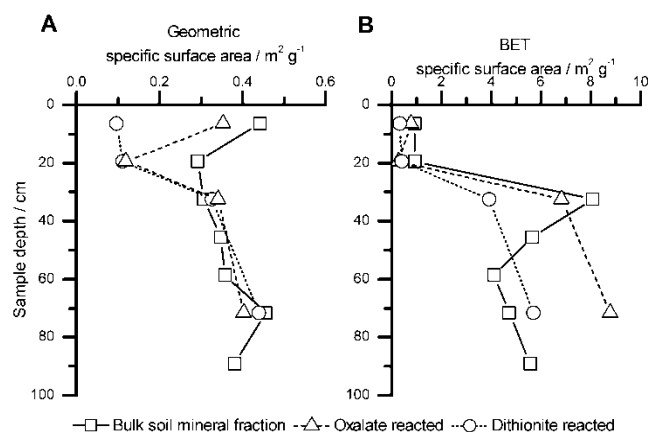 A
Geometric
specific surface area / m² g⁻¹
0.0 0.2 0.4 0.6
0
20
40
60
80
100
Sample depth / cm
B
BET
specific surface area / m² g⁻¹
0 2 4 6 8 10
0
20
40
60
80
100
Bulk soil mineral fraction Oxalate reacted Dithionite reacted